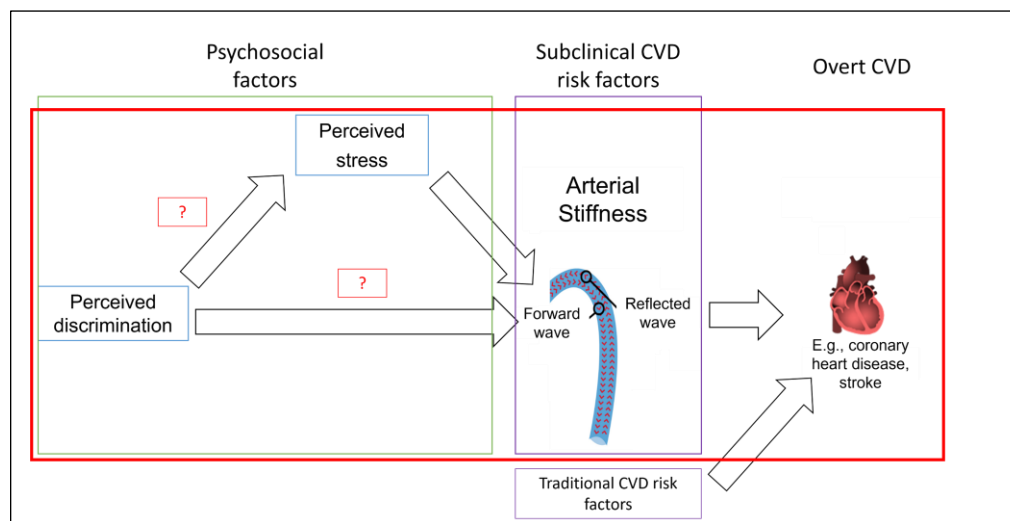 Psychosocial
factors
Subclinical CVD
risk factors
Overt CVD
Perceived
stress
?
Arterial
Stiffness
?
Perceived
discrimination
Forward
wave
Reflected
wave
E.g., coronary
heart disease,
stroke
Traditional CVD risk
factors